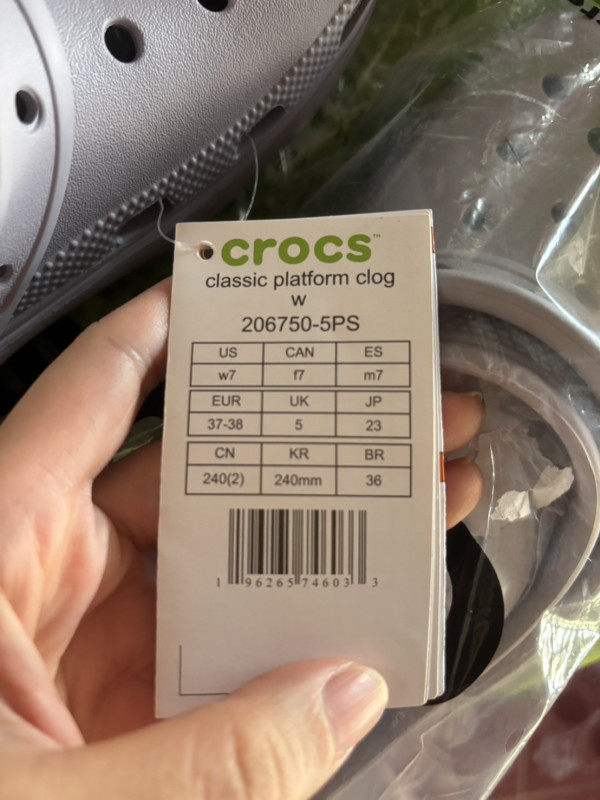 crocs™
classic platform clog
w
206750-5PS
US CAN ES
w7 f7 m7
EUR UK JP
37-38 5 23
CN KR BR
240(2) 240mm 36
1 96265 74603 3